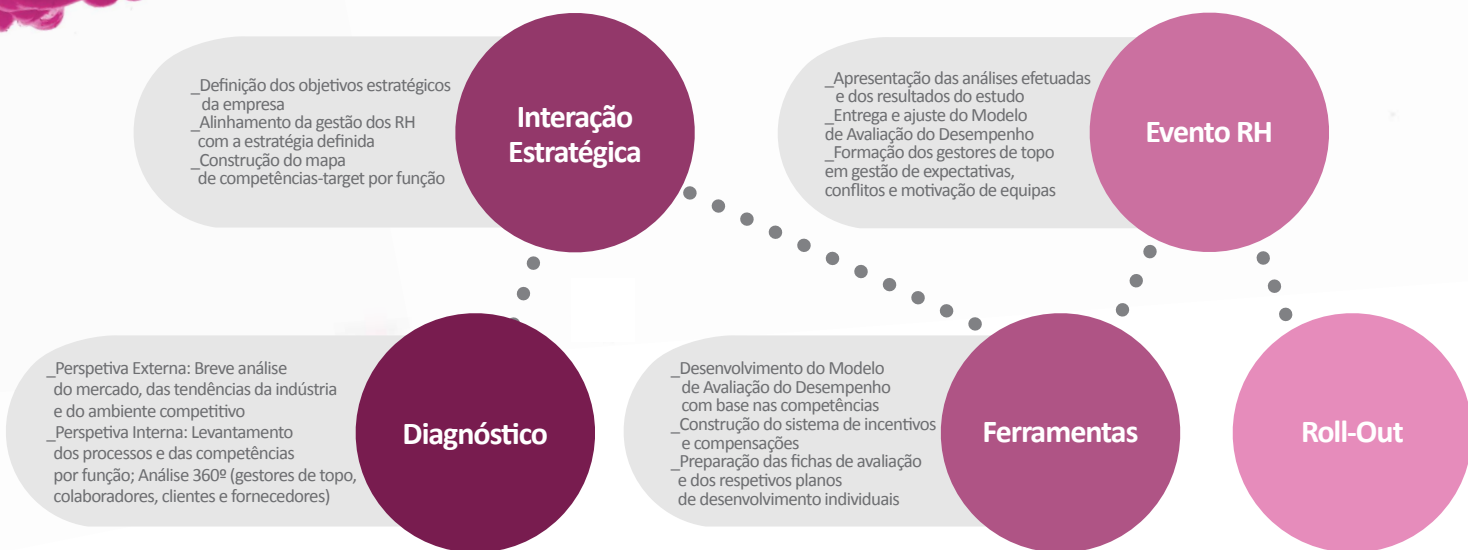 _Definição dos objetivos estratégicos
da empresa
_Alinhamento da gestão dos RH
com a estratégia definida
_Construção do mapa
de competências-target por função
Interação
Estratégica
_Apresentação das análises efetuadas
e dos resultados do estudo
_Entrega e ajuste do Modelo
de Avaliação do Desempenho
_Formação dos gestores de topo
em gestão de expectativas,
conflitos e motivação de equipas
Evento RH
_Perspetiva Externa: Breve análise
do mercado, das tendências da indústria
e do ambiente competitivo
_Perspetiva Interna: Levantamento
dos processos e das competências
por função; Análise 360º (gestores de topo,
colaboradores, clientes e fornecedores)
Diagnóstico
_Desenvolvimento do Modelo
de Avaliação do Desempenho
com base nas competências
_Construção do sistema de incentivos
e compensações
_Preparação das fichas de avaliação
e dos respetivos planos
de desenvolvimento individuais
Ferramentas
Roll-Out